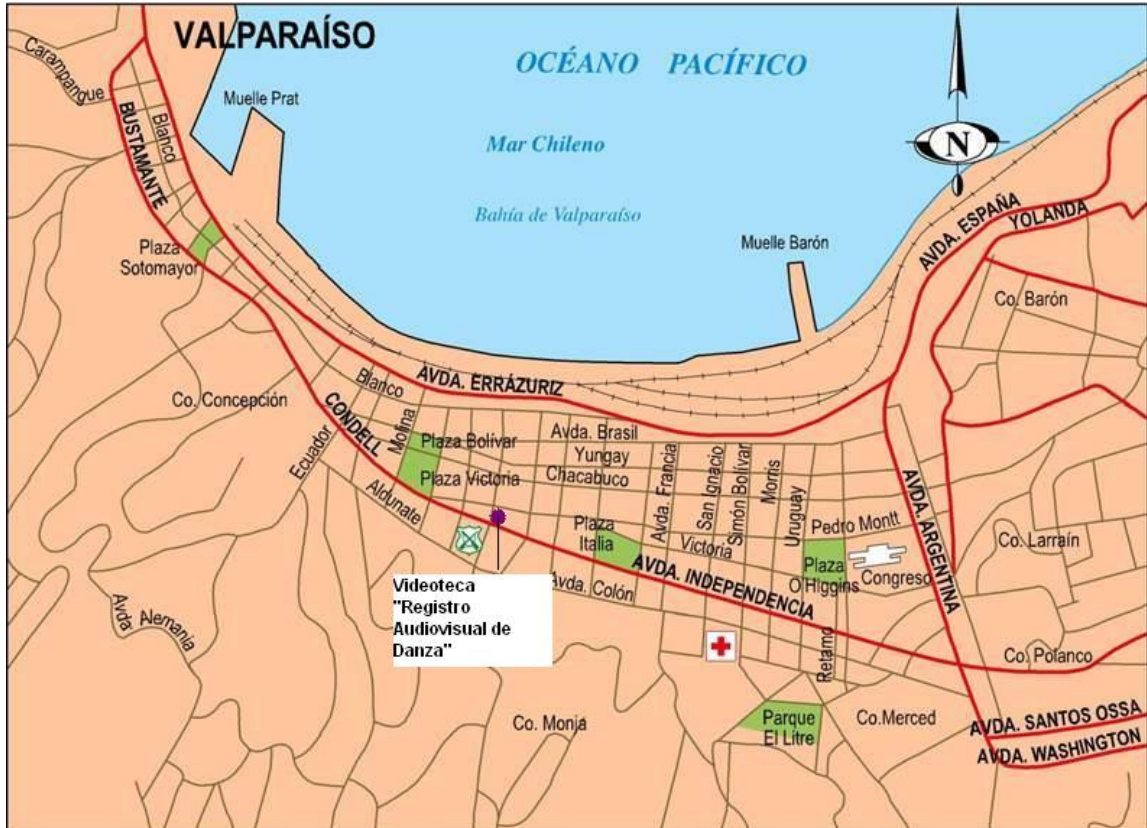 VALPARAÍSO
OCÉANO PACÍFICO
Carampangue
Muelle Prat
BUSTAMANTE
Blanco
Mar Chileno
N
Bahía de Valparaíso
AVDA. ESPAÑA
YOLANDA
Plaza
Sotomayor
Muelle Barón
Co. Barón
Blanco
AVDA. ERRÁZURIZ
Co. Concepción
CONDELL
Molina
Plaza Bolívar
Avda. Brasil
Yungay
Ecuador
Plaza Victoria
Chacabuco
Avda. Francia
San Ignacio
Simón Bolívar
Morris
Uruguay
AVDA. ARGENTINA
Aldunate
Plaza
Italia
Victoria
Pedro Montt
Co. Larraín
Plaza
O'Higgins
Congreso
AVDA. INDEPENDENCIA
Avda. Colón
Videoteca
"Registro
Audiovisual de
Danza"
Avda Alemania
Retamo
Co. Polanco
Co. Monja
Parque
El Litre
Co.Merced
AVDA. SANTOS OSSA
AVDA. WASHINGTON